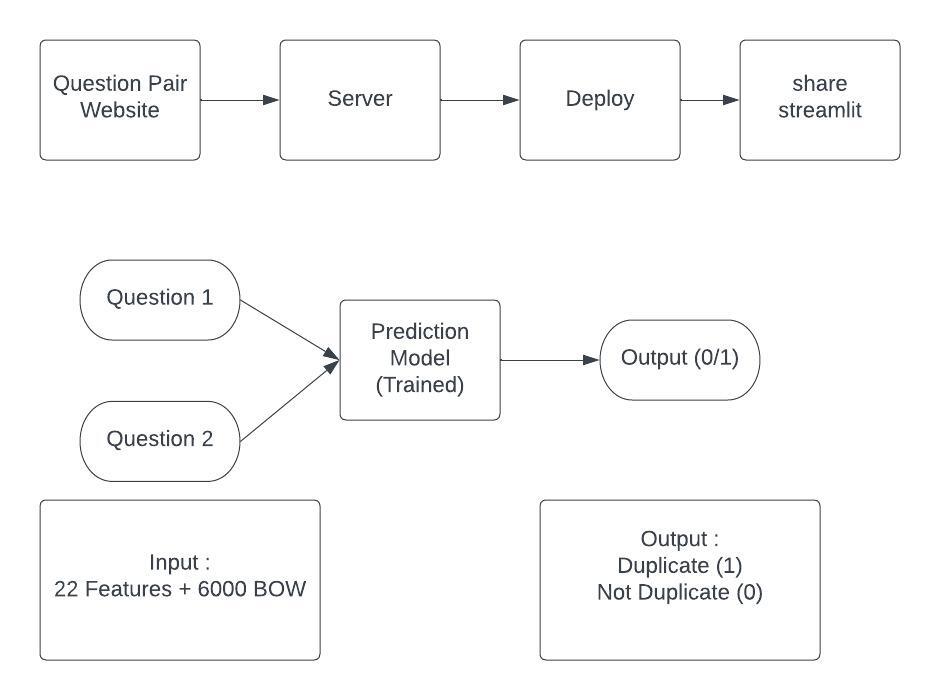 Question Pair
Website
Server
Deploy
share
streamlit
Question 1
Prediction
Model
(Trained)
Output (0/1)
Question 2
Input :
22 Features + 6000 BOW
Output :
Duplicate (1)
Not Duplicate (0)